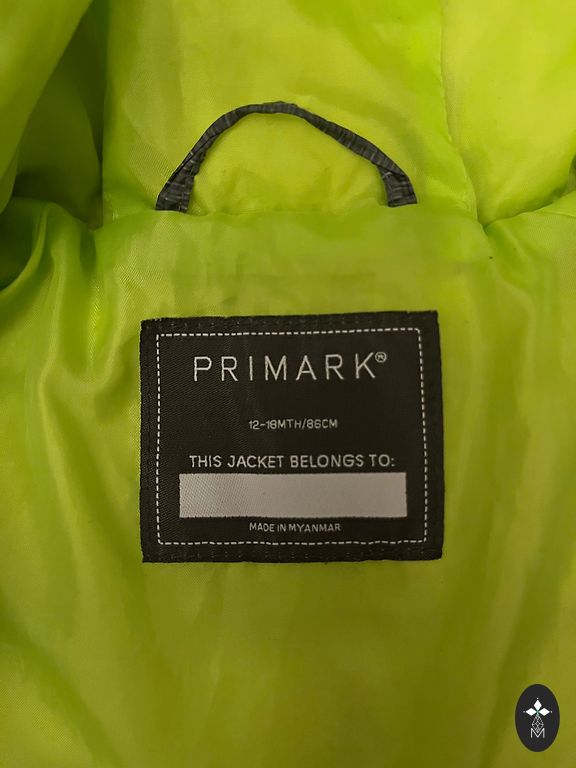 PRIMARK®
12-18MTH/86CM
THIS JACKET BELONGS TO:
MADE IN MYANMAR
M